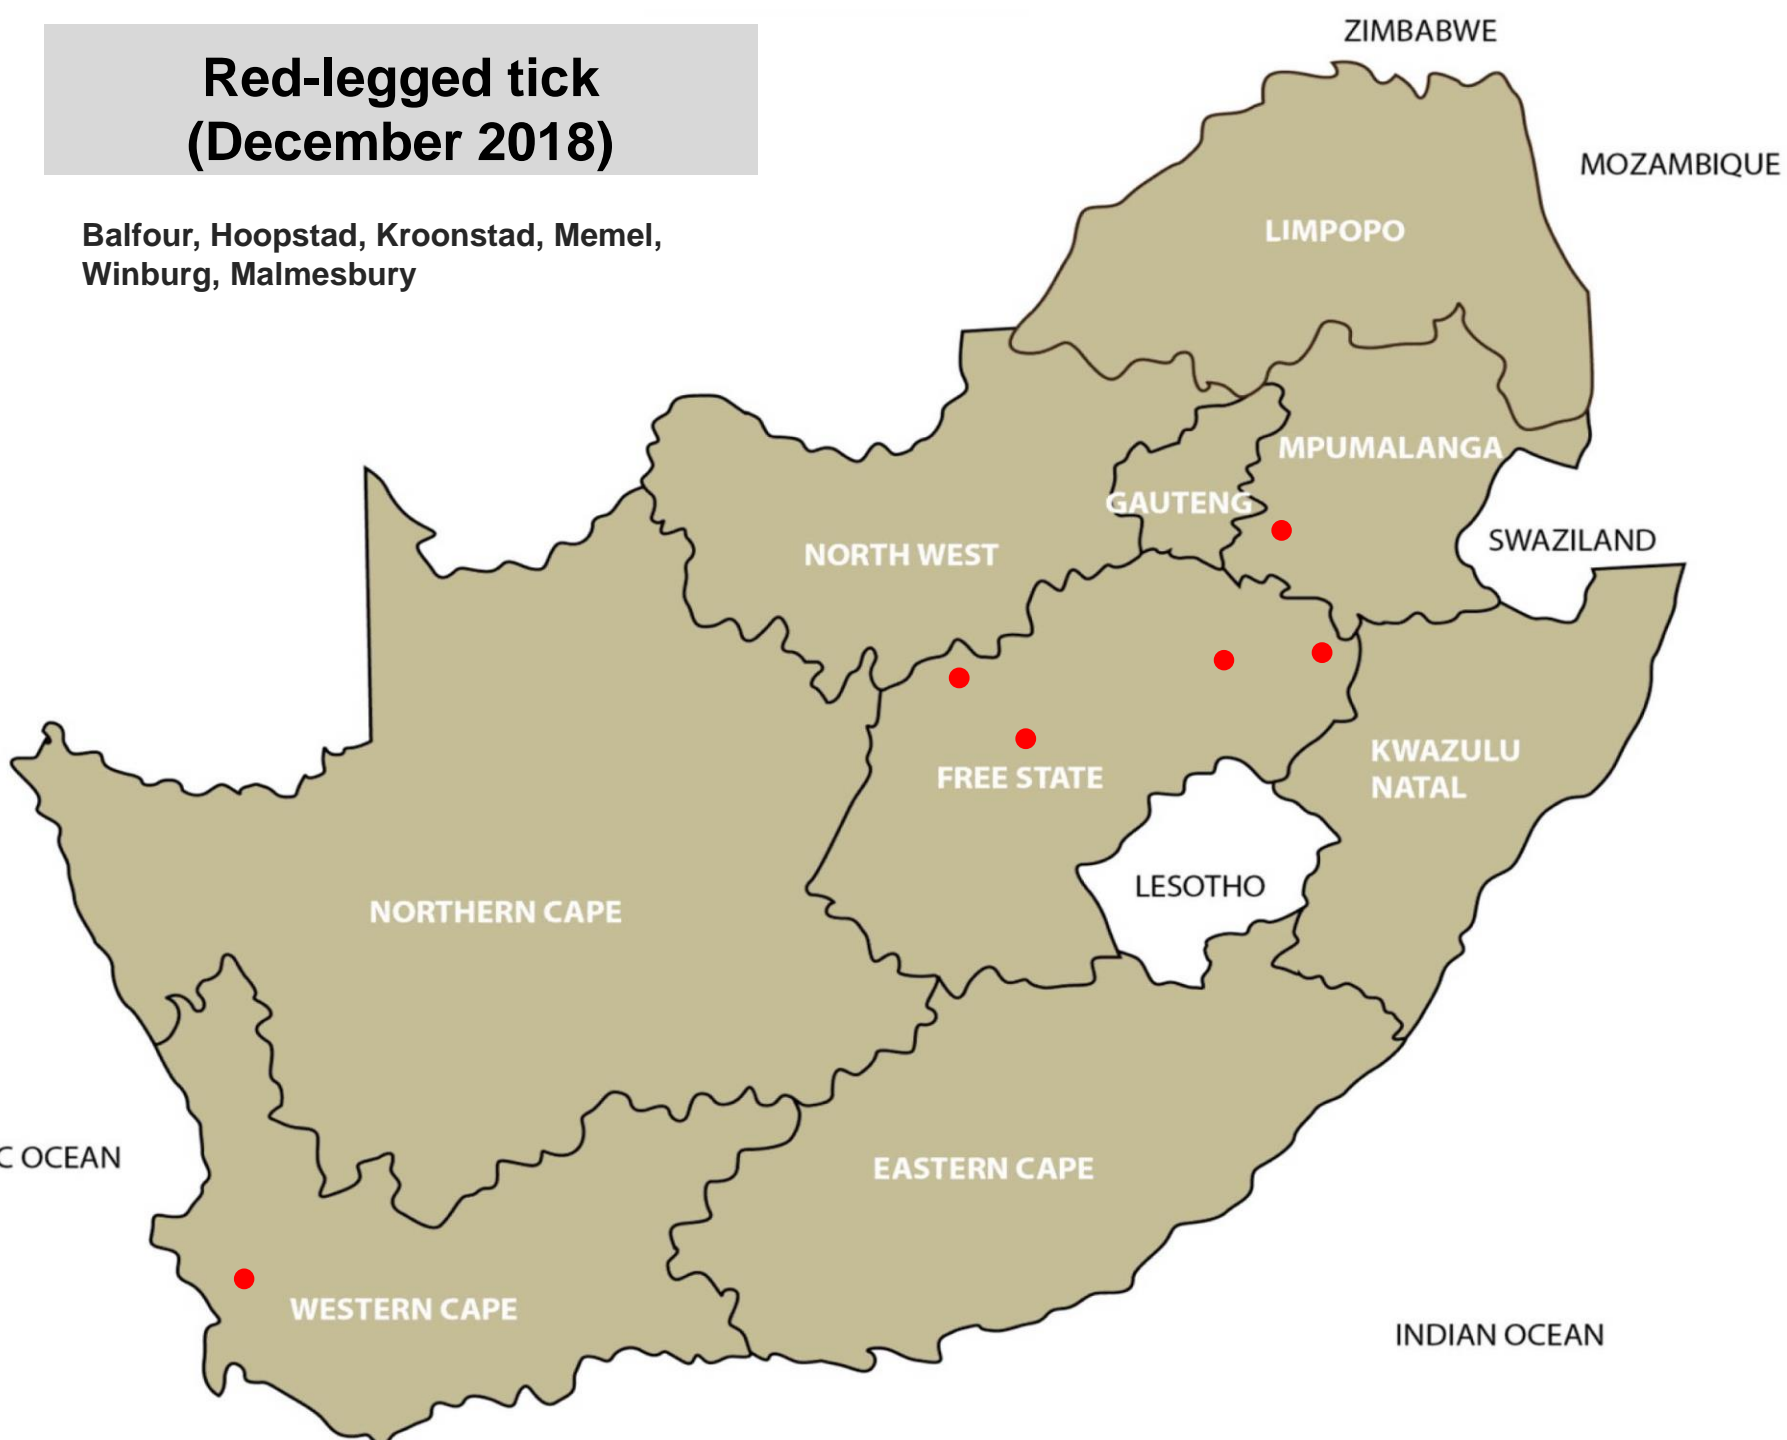 Red-legged tick
(December 2018)
Balfour, Hoopstad, Kroonstad, Memel,
Winburg, Malmesbury
ZIMBABWE
MOZAMBIQUE
LIMPOPO
MPUMALANGA
GAUTENG
SWAZILAND
NORTH WEST
KWAZULU
NATAL
FREE STATE
LESOTHO
NORTHERN CAPE
C OCEAN
EASTERN CAPE
WESTERN CAPE
INDIAN OCEAN